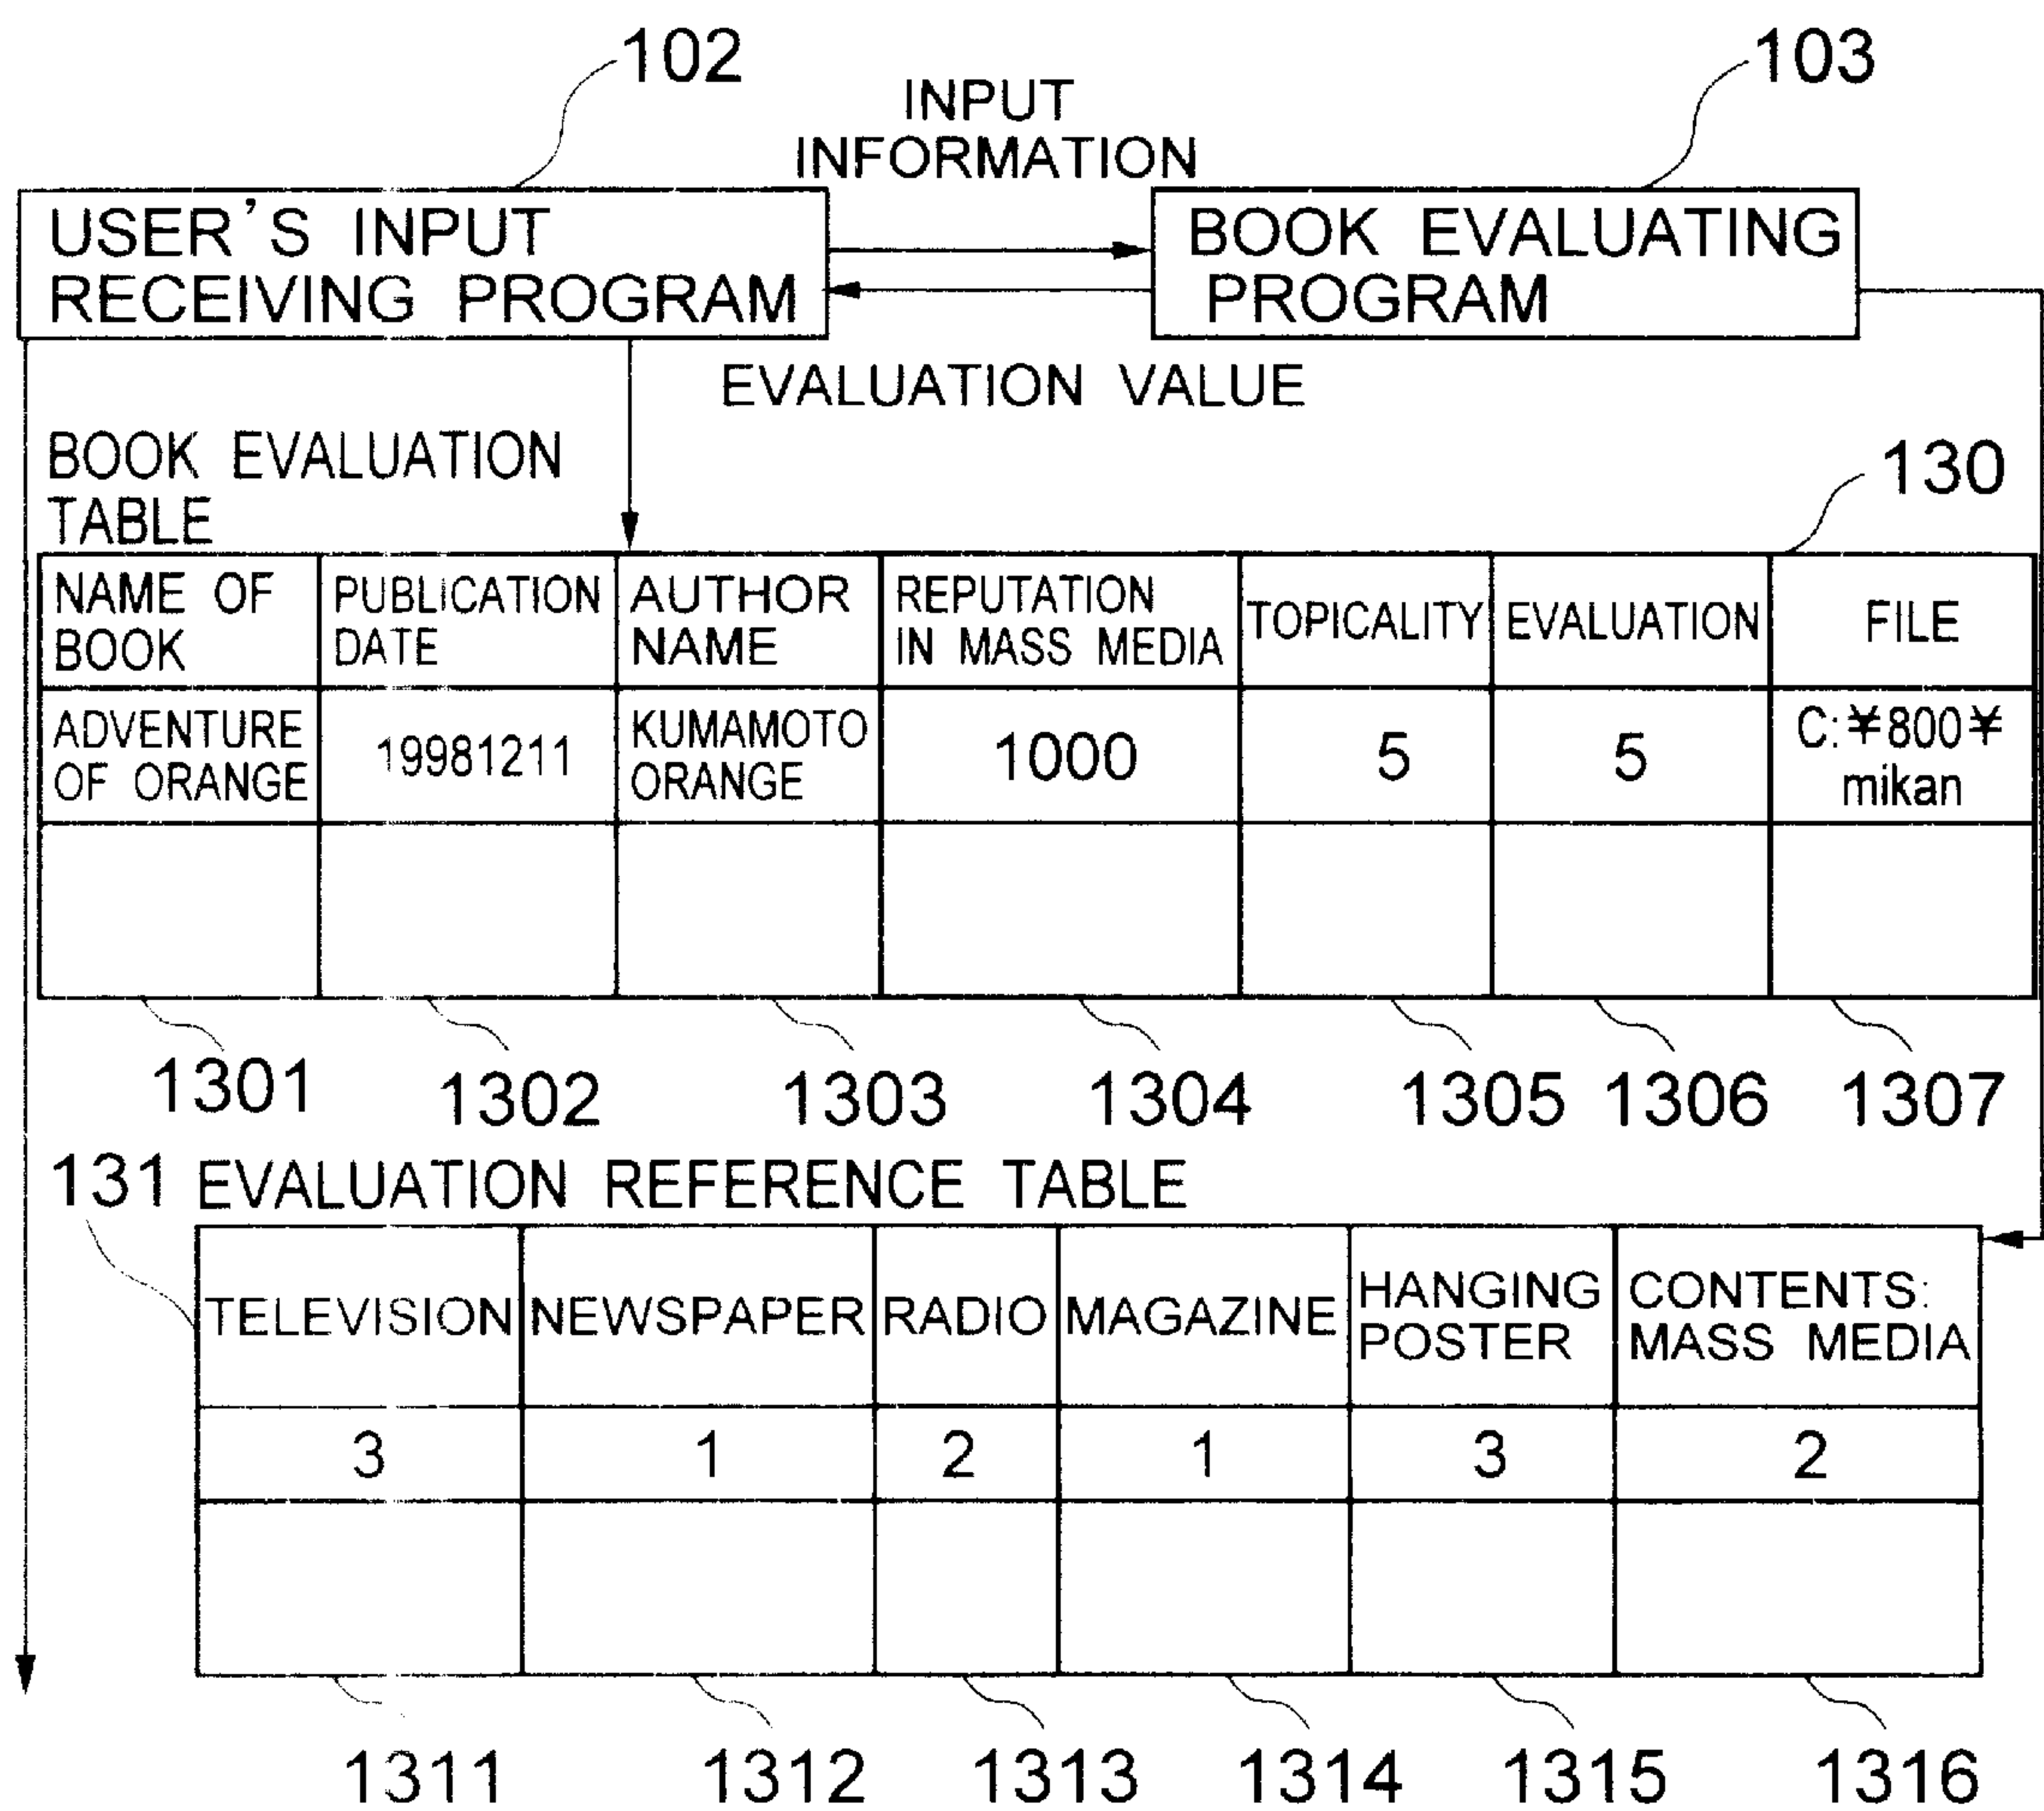 102
103
INPUT
INFORMATION
USER'S INPUT
RECEIVING PROGRAM
BOOK EVALUATING
PROGRAM
EVALUATION VALUE
BOOK EVALUATION
TABLE
130
NAME OF
BOOK
PUBLICATION
DATE
AUTHOR
NAME
REPUTATION
IN MASS MEDIA
TOPICALITY
EVALUATION
FILE
ADVENTURE
OF ORANGE
19981211
KUMAMOTO
ORANGE
1000
5
5
C:¥800¥
mikan
1301
1302
1303
1304
1305
1306
1307
131
EVALUATION REFERENCE TABLE
TELEVISION
NEWSPAPER
RADIO
MAGAZINE
HANGING
POSTER
CONTENTS:
MASS MEDIA
3
1
2
1
3
2
1311
1312
1313
1314
1315
1316